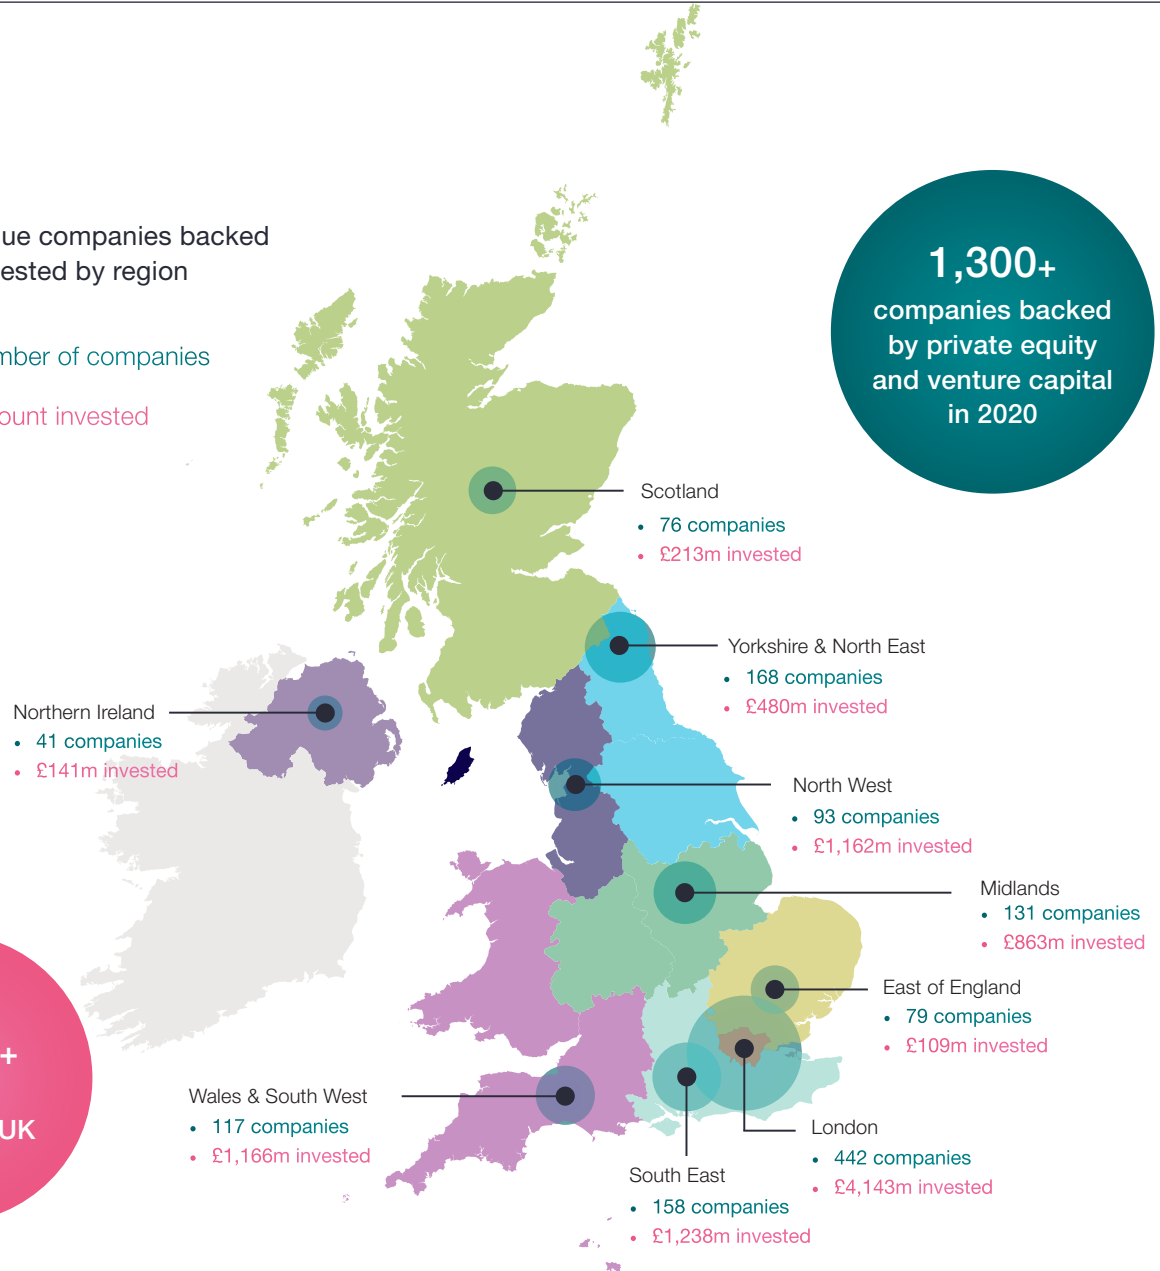 ue companies backed
ested by region
mber of companies
ount invested
1,300+
companies backed
by private equity
and venture capital
in 2020
Scotland
• 76 companies
• £213m invested
Yorkshire & North East
• 168 companies
• £480m invested
Northern Ireland
• 41 companies
• £141m invested
North West
• 93 companies
• £1,162m invested
Midlands
• 131 companies
• £863m invested
East of England
• 79 companies
• £109m invested
+
UK
Wales & South West
• 117 companies
• £1,166m invested
London
• 442 companies
• £4,143m invested
South East
• 158 companies
• £1,238m invested